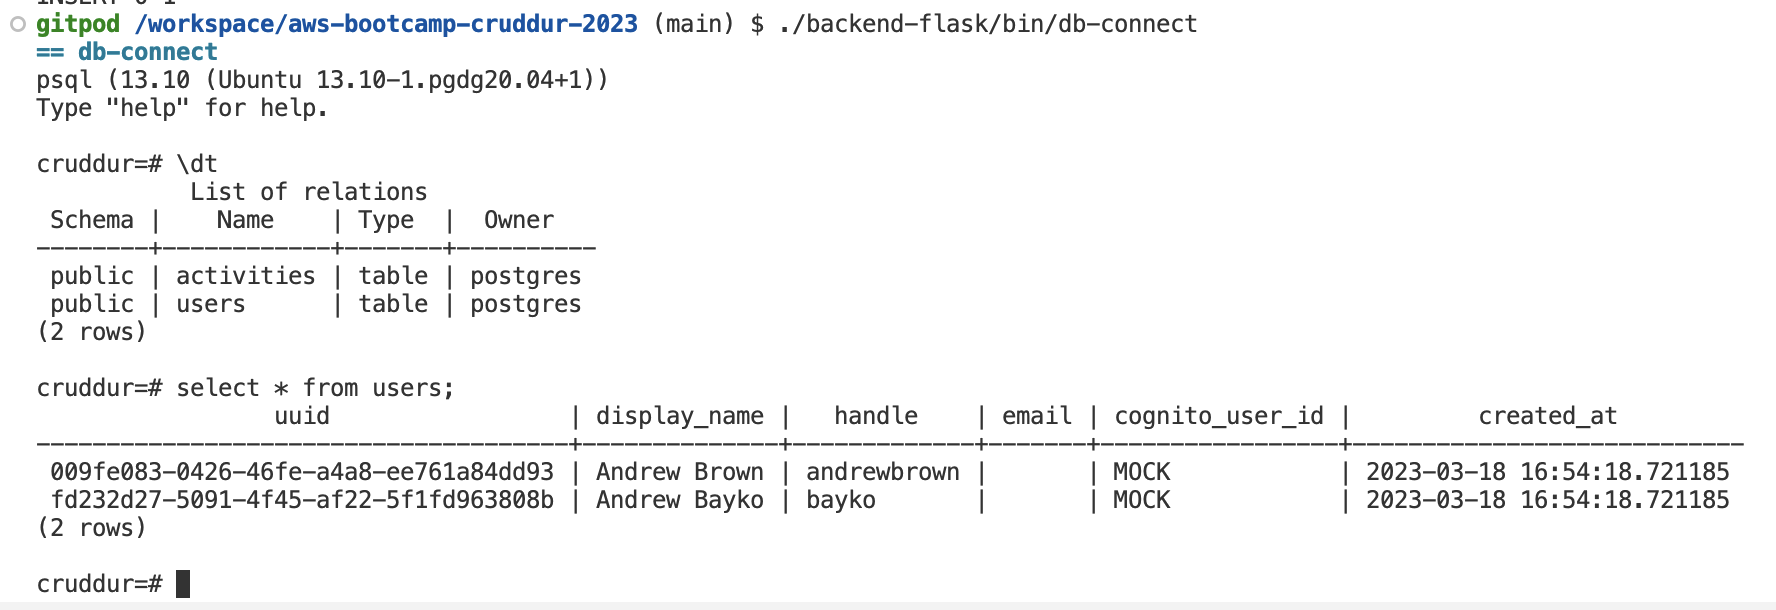 INSERT 0 1
gitpod /workspace/aws-bootcamp-cruddur-2023 (main) $ ./backend-flask/bin/db-connect
== db-connect
psql (13.10 (Ubuntu 13.10-1.pgdg20.04+1))
Type "help" for help.

cruddur=# \dt
           List of relations
 Schema |    Name    | Type  |  Owner
--------+------------+-------+----------
 public | activities | table | postgres
 public | users      | table | postgres
(2 rows)

cruddur=# select * from users;
                 uuid                 | display_name |   handle    | email | cognito_user_id |         created_at
--------------------------------------+--------------+-------------+-------+-----------------+----------------------------
 009fe083-0426-46fe-a4a8-ee761a84dd93 | Andrew Brown | andrewbrown |       | MOCK            | 2023-03-18 16:54:18.721185
 fd232d27-5091-4f45-af22-5f1fd963808b | Andrew Bayko | bayko       |       | MOCK            | 2023-03-18 16:54:18.721185
(2 rows)

cruddur=#